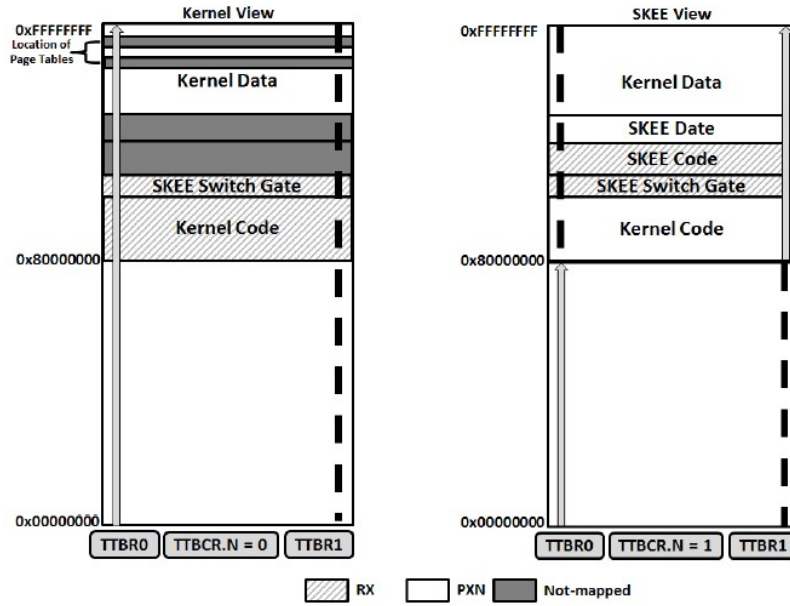 Kernel View
0xFFFFFFFF
Location of
Page Tables
Kernel Data
SKEE Switch Gate
Kernel Code
0x80000000
0x00000000
TTBR0
TTBCR.N = 0
TTBR1
SKEE View
0xFFFFFFFF
Kernel Data
SKEE Date
SKEE Code
SKEE Switch Gate
Kernel Code
0x80000000
0x00000000
TTBR0
TTBCR.N = 1
TTBR1
RX
PXN
Not-mapped